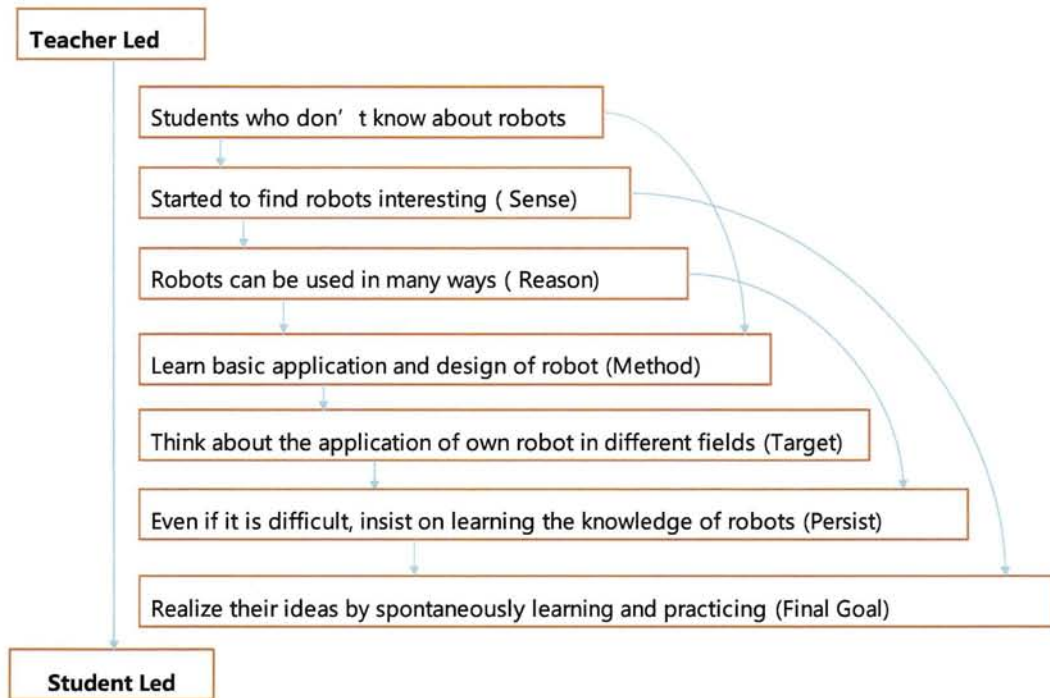 Teacher Led
Students who don’ t know about robots
Started to find robots interesting ( Sense)
Robots can be used in many ways ( Reason)
Learn basic application and design of robot (Method)
Think about the application of own robot in different fields (Target)
Even if it is difficult, insist on learning the knowledge of robots (Persist)
Realize their ideas by spontaneously learning and practicing (Final Goal)
Student Led